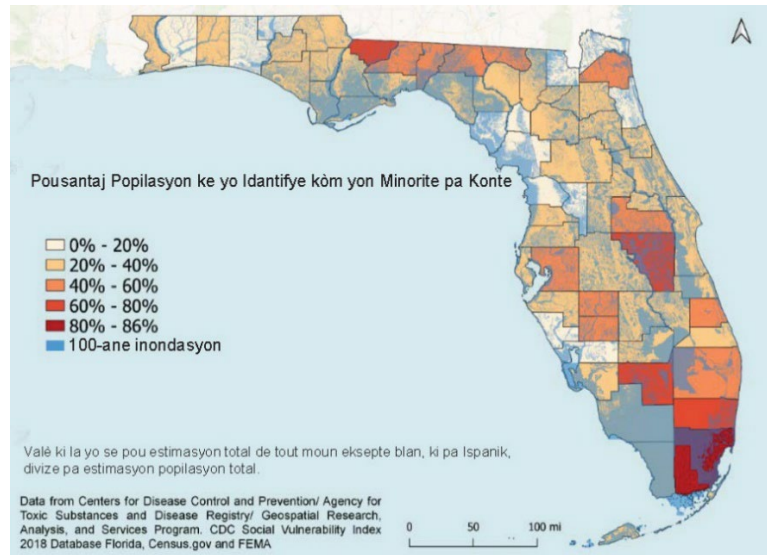 Pousantaj Popilasyon ke yo Idantifye kòm yon Minorite pa Konte
0% - 20%
20% - 40%
40% - 60%
60% - 80%
80% - 86%
100-ane inondasyon
Valé ki la yo se pou estimasyon total de tout moun eksepte blan, ki pa Ispanik,
divize pa estimasyon popilasyon total.
Data from Centers for Disease Control and Prevention/ Agency for
Toxic Substances and Disease Registry/ Geospatial Research,
Analysis, and Services Program. CDC Social Vulnerability Index
2018 Database Florida, Census.gov and FEMA
0 50 100 mi